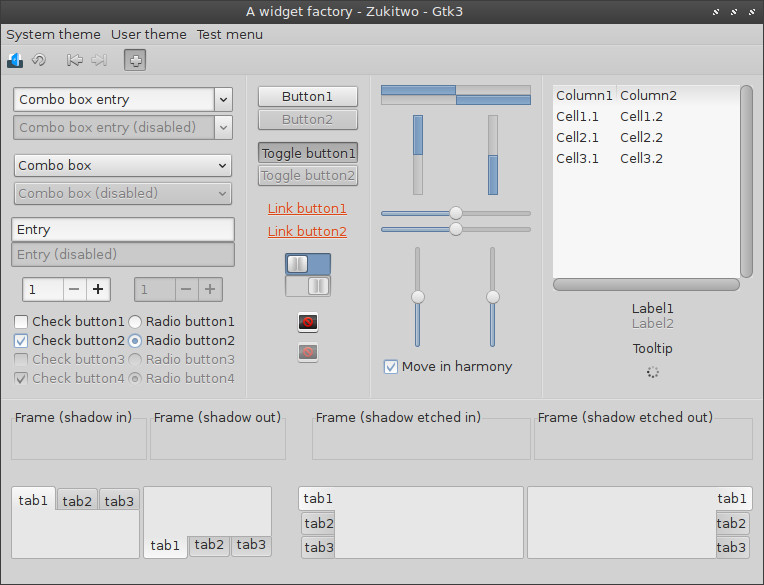 A widget factory - Zukitwo - Gtk3
System theme User theme Test menu
Combo box entry
Combo box entry (disabled)
Combo box
Combo box (disabled)
Entry
Entry (disabled)
1
1
Check button1 Radio button1
Check button2 Radio button2
Check button3 Radio button3
Check button4 Radio button4
Button1
Button2
Toggle button1
Toggle button2
Link button1
Link button2
Move in harmony
Column1 Column2
Cell1.1 Cell1.2
Cell2.1 Cell2.2
Cell3.1 Cell3.2
Label1
Label2
Tooltip
Frame (shadow in) Frame (shadow out) Frame (shadow etched in) Frame (shadow etched out)
tab1 tab2 tab3
tab1 tab2 tab3
tab1
tab2
tab3
tab1
tab2
tab3